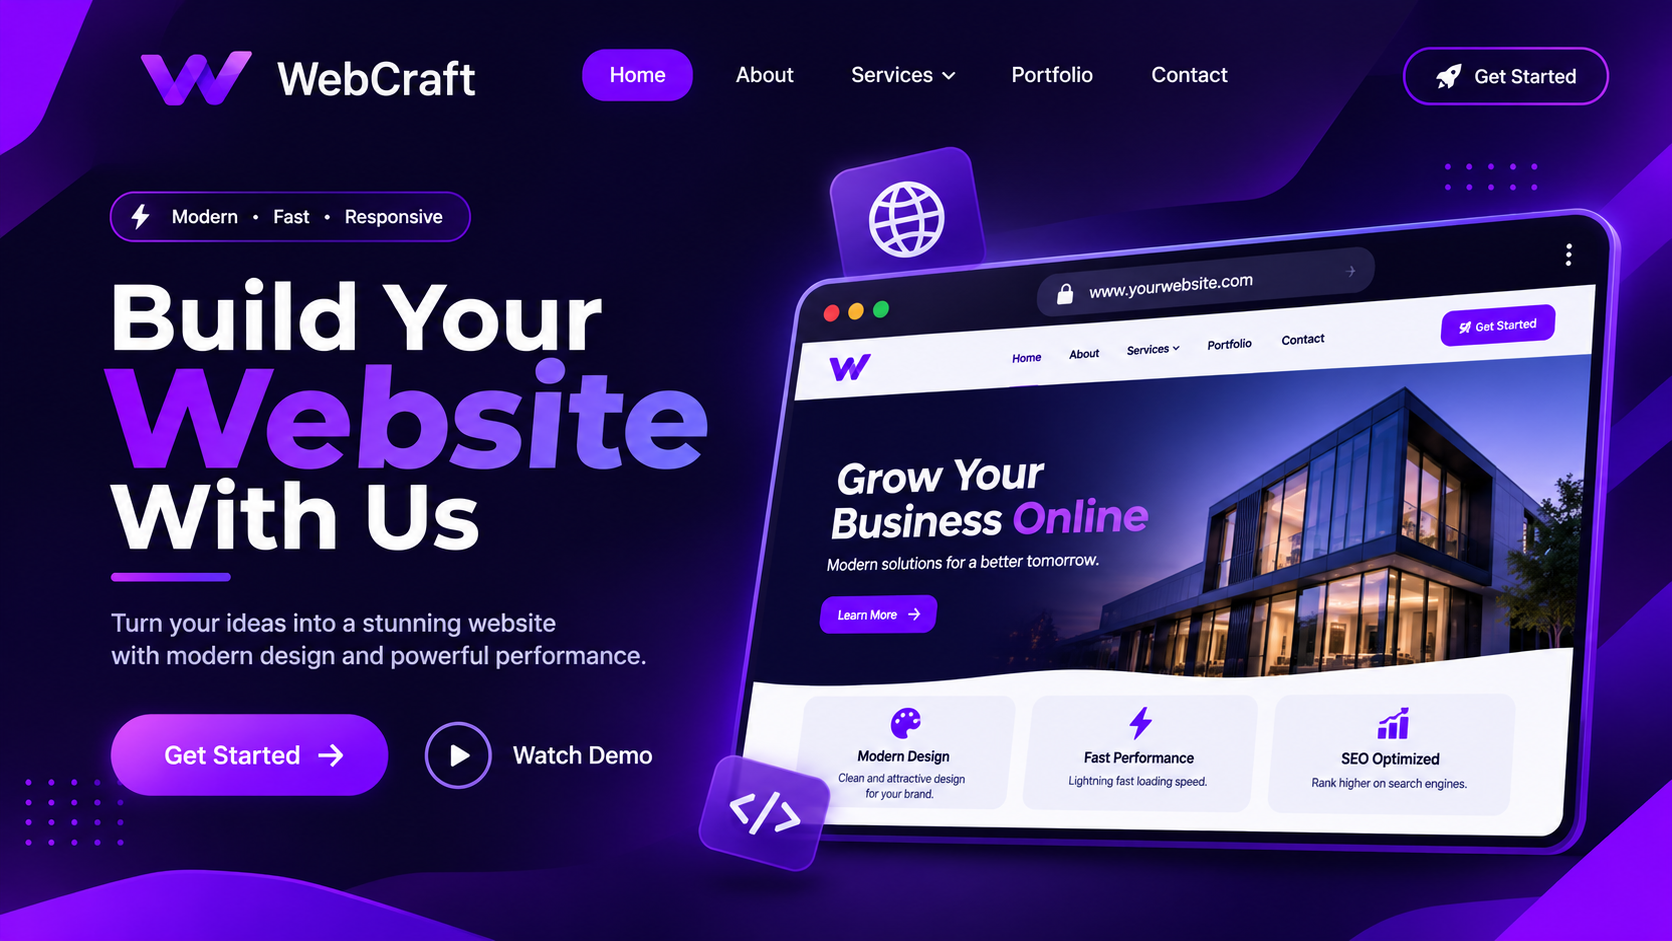 WebCraft
Home
About
Services
Portfolio
Contact
Get Started
Modern • Fast • Responsive
Build Your
Website
With Us
Turn your ideas into a stunning website
with modern design and powerful performance.
Get Started
Watch Demo
www.yourwebsite.com
Home
About
Services
Portfolio
Contact
Get Started
Grow Your
Business Online
Modern solutions for a better tomorrow.
Learn More
Modern Design
Clean and attractive design
for your brand.
Fast Performance
Lightning fast loading speed.
SEO Optimized
Rank higher on search engines.